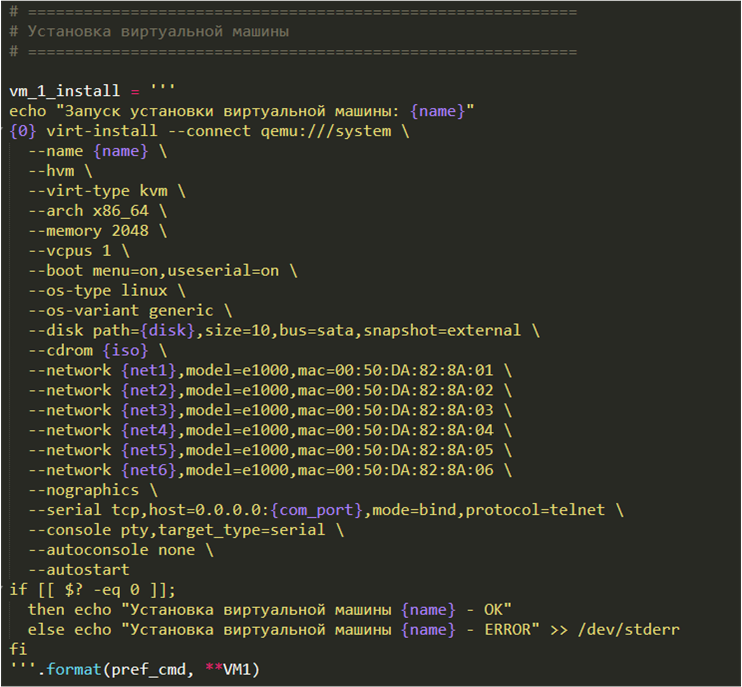 # ===========================================================
# Установка виртуальной машины
# ===========================================================
vm_1_install = '''
echo "Запуск установки виртуальной машины: {name}"
{0} virt-install --connect qemu:///system \
--name {name} \
--hvm \
--virt-type kvm \
--arch x86_64 \
--memory 2048 \
--vcpus 1 \
--boot menu=on,useserial=on \
--os-type linux \
--os-variant generic \
--disk path={disk},size=10,bus=sata,snapshot=external \
--cdrom {iso} \
--network {net1},model=e1000,mac=00:50:DA:82:8A:01 \
--network {net2},model=e1000,mac=00:50:DA:82:8A:02 \
--network {net3},model=e1000,mac=00:50:DA:82:8A:03 \
--network {net4},model=e1000,mac=00:50:DA:82:8A:04 \
--network {net5},model=e1000,mac=00:50:DA:82:8A:05 \
--network {net6},model=e1000,mac=00:50:DA:82:8A:06 \
--nographics \
--serial tcp,host=0.0.0.0:{com_port},mode=bind,protocol=telnet \
--console pty,target_type=serial \
--autoconsole none \
--autostart
if [[ $? -eq 0 ]];
then echo "Установка виртуальной машины {name} - OK"
else echo "Установка виртуальной машины {name} - ERROR" >> /dev/stderr
fi
'''.format(pref_cmd, **VM1)